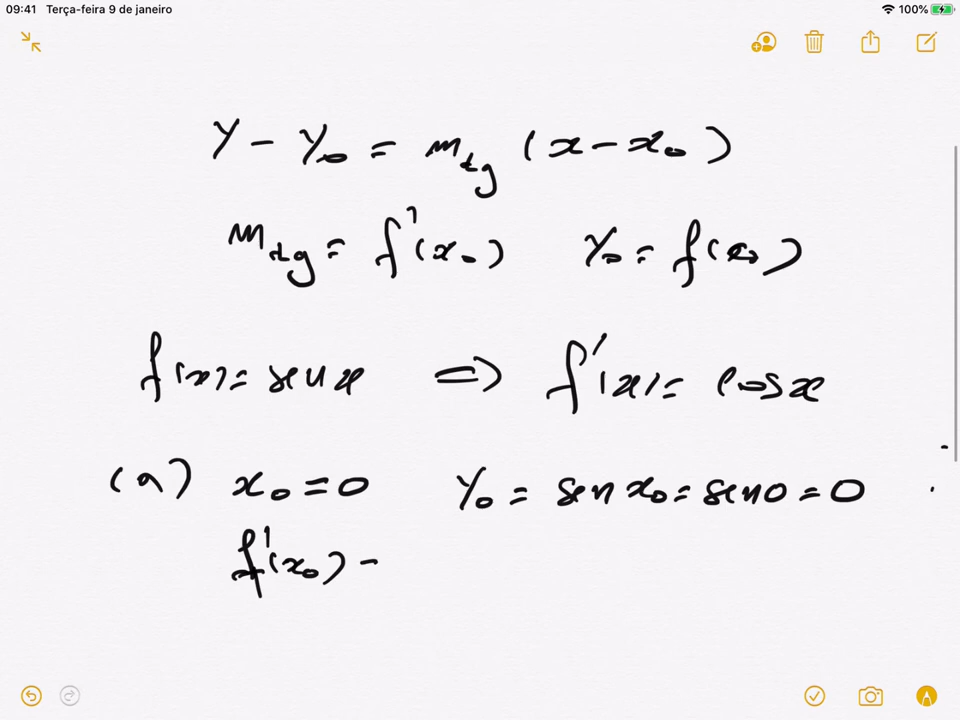 09:41 Terça-feira 9 de janeiro 100%
y - y₀ = m_tg (x - x₀)
m_tg = f'(x₀) y₀ = f(x₀)
f(x) = sen x ⇒ f'(x) = cos x
(a) x₀ = 0 y₀ = sen x₀ = sen 0 = 0
f'(x₀) -